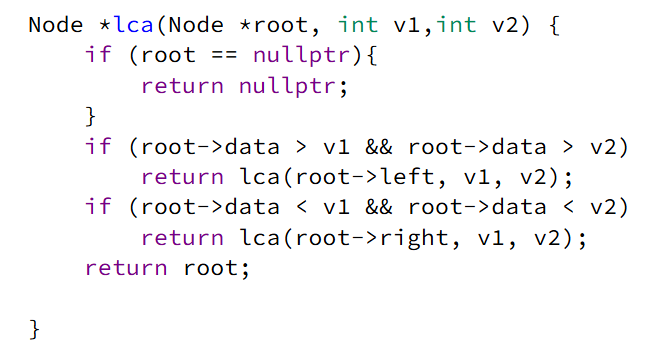 Node *lca(Node *root, int v1,int v2) {
    if (root == nullptr){
        return nullptr;
    }
    if (root->data > v1 && root->data > v2)
        return lca(root->left, v1, v2);
    if (root->data < v1 && root->data < v2)
        return lca(root->right, v1, v2);
    return root;

}